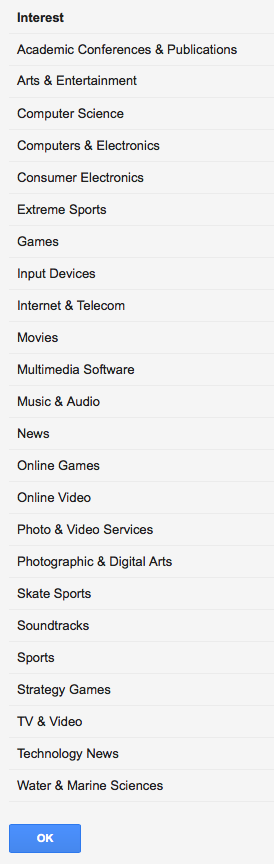 Interest
Academic Conferences & Publications
Arts & Entertainment
Computer Science
Computers & Electronics
Consumer Electronics
Extreme Sports
Games
Input Devices
Internet & Telecom
Movies
Multimedia Software
Music & Audio
News
Online Games
Online Video
Photo & Video Services
Photographic & Digital Arts
Skate Sports
Soundtracks
Sports
Strategy Games
TV & Video
Technology News
Water & Marine Sciences
OK